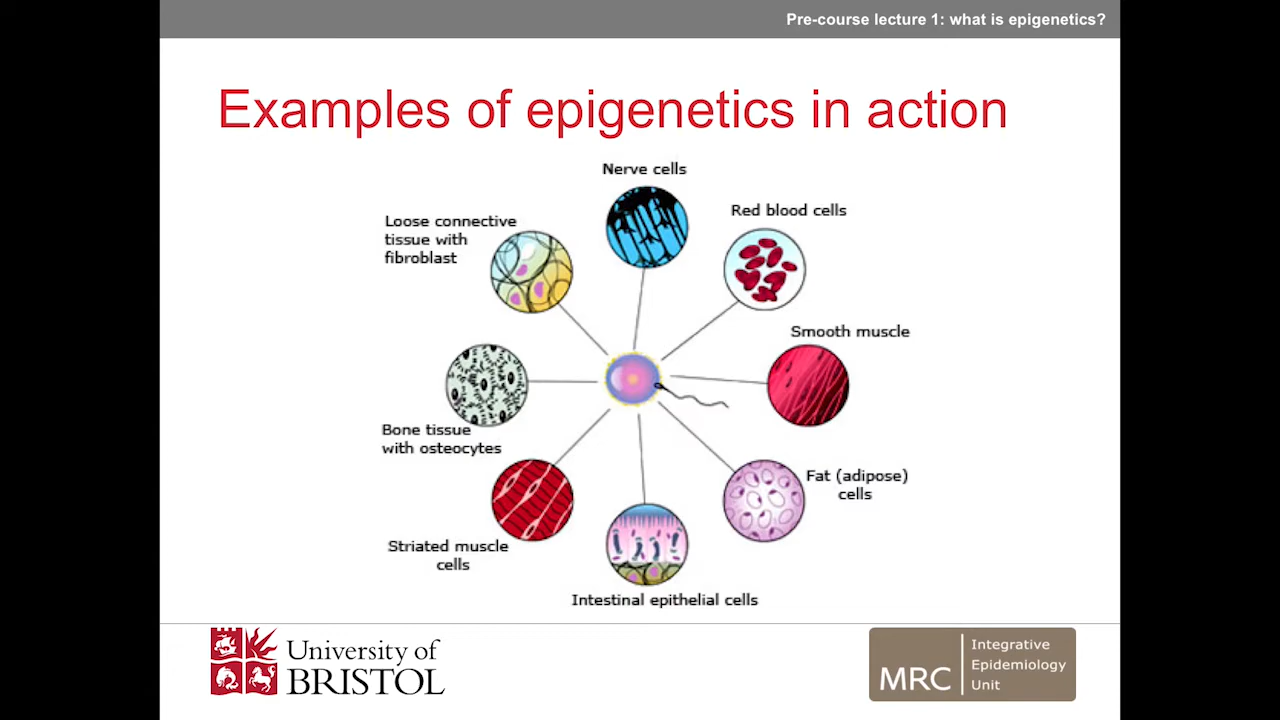 Pre-course lecture 1: what is epigenetics?
Examples of epigenetics in action
Nerve cells
Red blood cells
Loose connective
tissue with
fibroblast
Smooth muscle
Bone tissue
with osteocytes
Fat (adipose)
cells
Striated muscle
cells
Intestinal epithelial cells
University of
BRISTOL
MRC
Integrative
Epidemiology
Unit